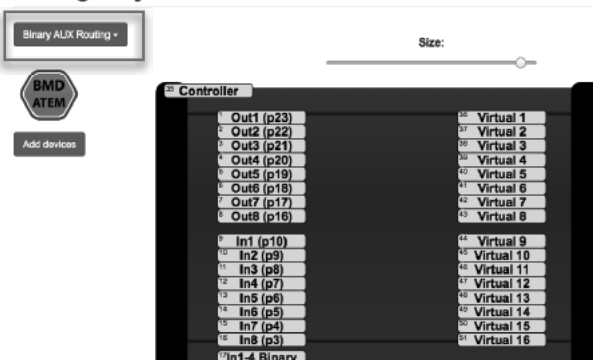 Binary AUX Routing
Size:
BMD
ATEM
Add devices
35 Controller
1 Out1 (p23)
2 Out2 (p22)
3 Out3 (p21)
4 Out4 (p20)
5 Out5 (p19)
6 Out6 (p18)
7 Out7 (p17)
8 Out8 (p16)
9 In1 (p10)
10 In2 (p9)
11 In3 (p8)
12 In4 (p7)
13 In5 (p6)
14 In6 (p5)
15 In7 (p4)
16 In8 (p3)
17 In1-4 Binary
36 Virtual 1
37 Virtual 2
38 Virtual 3
39 Virtual 4
40 Virtual 5
41 Virtual 6
42 Virtual 7
43 Virtual 8
44 Virtual 9
45 Virtual 10
46 Virtual 11
47 Virtual 12
48 Virtual 13
49 Virtual 14
50 Virtual 15
51 Virtual 16